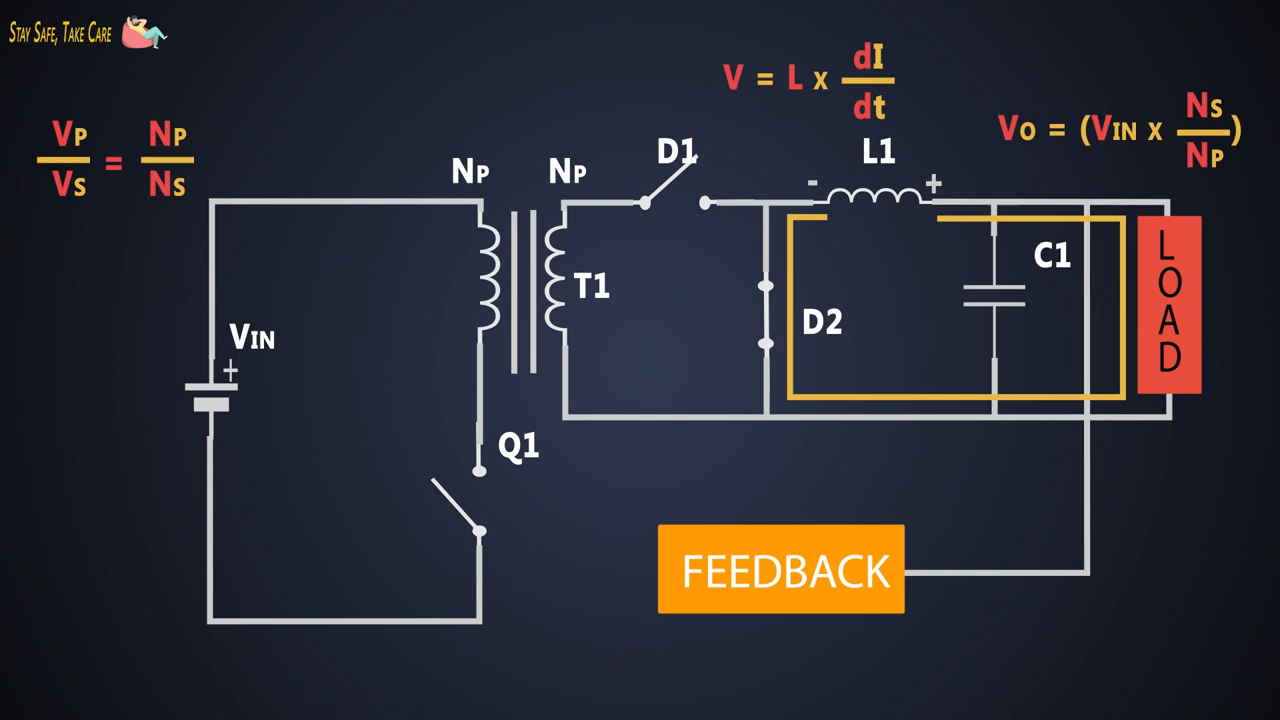 Stay Safe, Take Care
V = L x dI/dt
VP/VS = NP/NS
VO = (VIN x NS/NP)
NP
NP
D1
L1
-
+
C1
LOAD
T1
D2
VIN
+
Q1
FEEDBACK